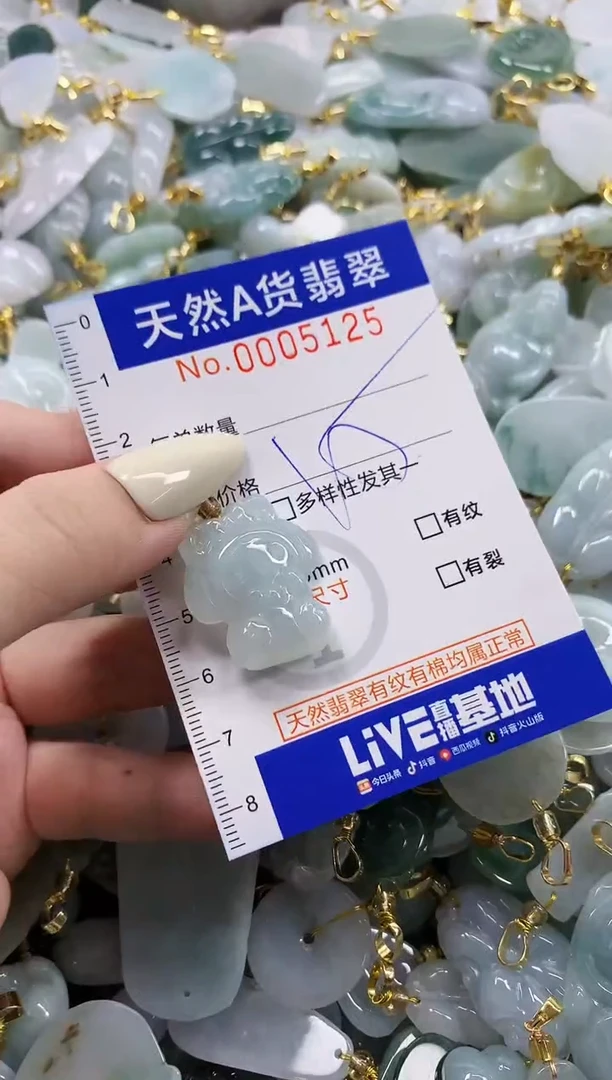 天然A货翡翠
No.0005125
0
1
2
5
6
7
8
数量
价格
□多样性发其一
□有纹
mm
尺寸
□有裂
天然翡翠有纹有棉均属正常
LiVE直播基地
今日头条 抖音 西瓜视频 抖音火山版